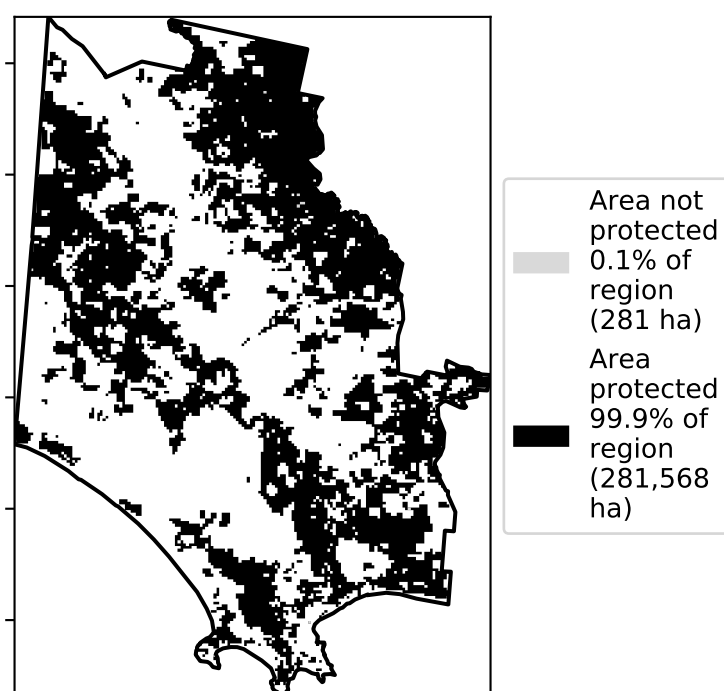 Area not
protected
0.1% of
region
(281 ha)
Area
protected
99.9% of
region
(281,568
ha)